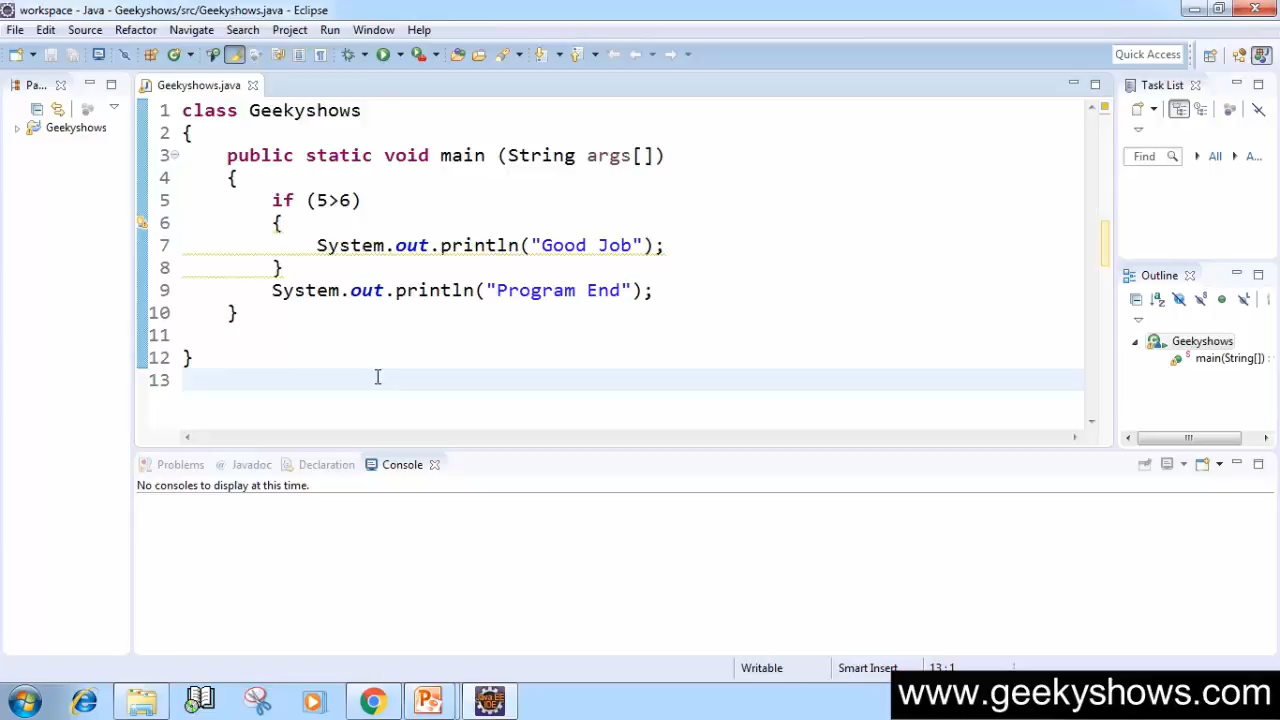 workspace - Java - Geekyshows/src/Geekyshows.java - Eclipse
File Edit Source Refactor Navigate Search Project Run Window Help
Quick Access
Pa...
Geekyshows
Geekyshows.java
1 class Geekyshows
2 {
3 public static void main (String args[])
4 {
5 if (5>6)
6 {
7 System.out.println("Good Job");
8 }
9 System.out.println("Program End");
10 }
11
12 }
13
Task List
Find All A...
Outline
Geekyshows
main(String[]) :
Problems @ Javadoc Declaration Console
No consoles to display at this time.
Writable Smart Insert 13 : 1
Java EE
IDE
www.geekyshows.com